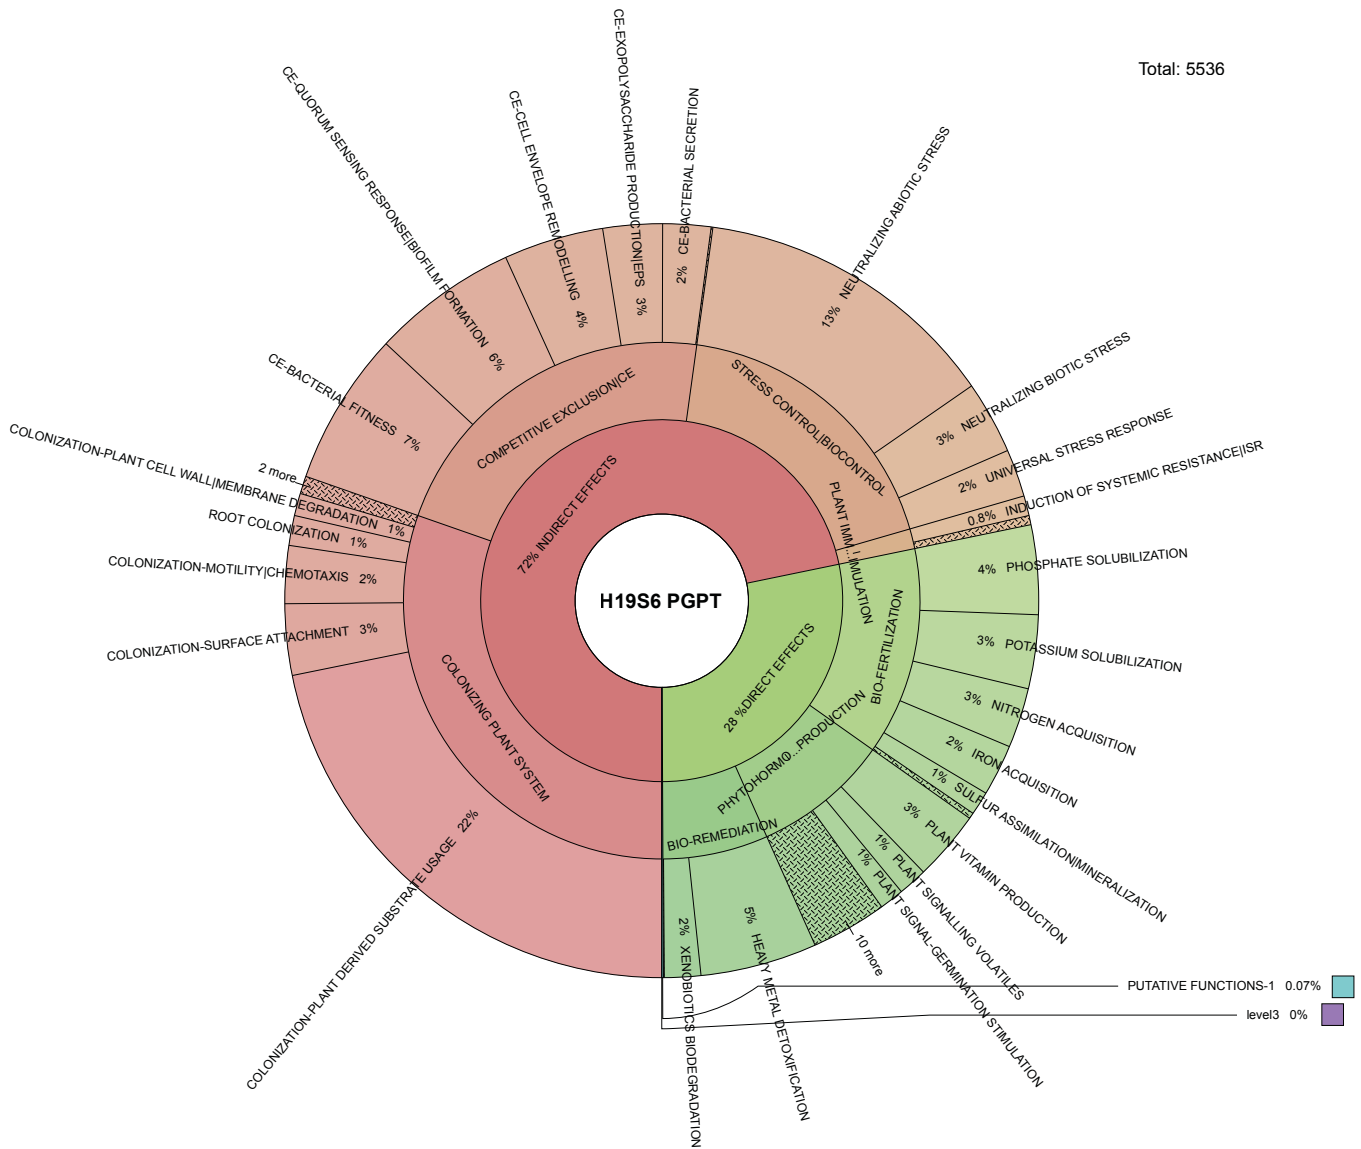 Total: 5536
H19S6 PGPT
72% INDIRECT EFFECTS
28 %DIRECT EFFECTS
COMPETITIVE EXCLUSION|CE
STRESS CONTROL|BIOCONTROL
PLANT IMM...IMULATION
BIO-FERTILIZATION
PHYTOHORMO...PRODUCTION
BIO-REMEDIATION
COLONIZING PLANT SYSTEM
2% CE-BACTERIAL SECRETION
13% NEUTRALIZING ABIOTIC STRESS
3% NEUTRALIZING BIOTIC STRESS
2% UNIVERSAL STRESS RESPONSE
0.8% INDUCTION OF SYSTEMIC RESISTANCE|ISR
4% PHOSPHATE SOLUBILIZATION
3% POTASSIUM SOLUBILIZATION
3% NITROGEN ACQUISITION
2% IRON ACQUISITION
1% SULFUR ASSIMILATION|MINERALIZATION
3% PLANT VITAMIN PRODUCTION
1% PLANT SIGNALLING VOLATILES
1% PLANT SIGNAL-GERMINATION STIMULATION
10 more
5% HEAVY METAL DETOXIFICATION
2% XENOBIOTICS BIODEGRADATION
PUTATIVE FUNCTIONS-1 0.07%
level3 0%
COLONIZATION-PLANT DERIVED SUBSTRATE USAGE 22%
COLONIZATION-SURFACE ATTACHMENT 3%
COLONIZATION-MOTILITY|CHEMOTAXIS 2%
ROOT COLONIZATION 1%
COLONIZATION-PLANT CELL WALL|MEMBRANE DEGRADATION 1%
2 more
CE-BACTERIAL FITNESS 7%
CE-QUORUM SENSING RESPONSE|BIOFILM FORMATION 6%
CE-CELL ENVELOPE REMODELLING 4%
CE-EXOPOLYSACCHARIDE PRODUCTION|EPS 3%